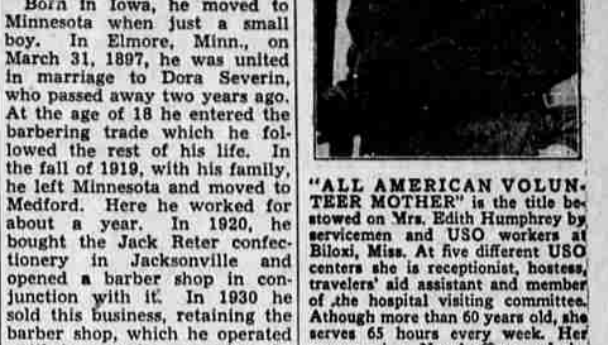 Born in Iowa, he moved to
Minnesota when just a small
boy. In Elmore, Minn., on
March 31, 1897, he was united
in marriage to Dora Severin,
who passed away two years ago.
At the age of 18 he entered the
barbering trade which he fol-
lowed the rest of his life. In
the fall of 1919, with his family,
he left Minnesota and moved to
Medford. Here he worked for
about a year. In 1920, he
bought the Jack Reter confec-
tionery in Jacksonville and
opened a barber shop in con-
junction with it. In 1930 he
sold this business, retaining the
barber shop, which he operated
"ALL AMERICAN VOLUN-
TEER MOTHER" is the title be-
stowed on Mrs. Edith Humphrey by
servicemen and USO workers at
Biloxi, Miss. At five different USO
centers she is receptionist, hostess,
travelers' aid assistant and member
of the hospital visiting committee.
Athough more than 60 years old, she
serves 65 hours every week. Her